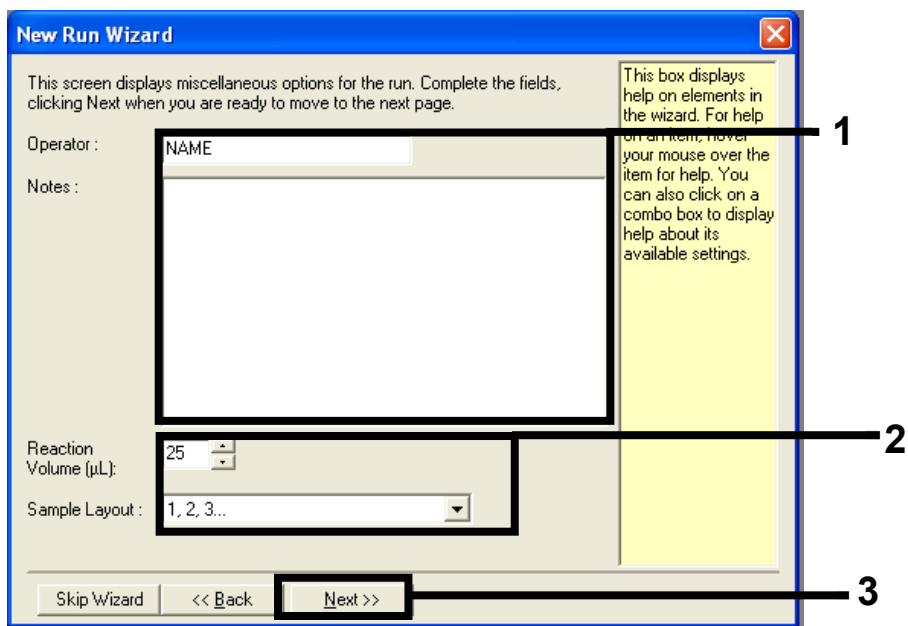 New Run Wizard
This screen displays miscellaneous options for the run. Complete the fields,
clicking Next when you are ready to move to the next page.
This box displays
help on elements in
the wizard. For help
on an item, hover
your mouse over the
item for help. You
can also click on a
combo box to display
help about its
available settings.
1
Operator :
NAME
Notes :
2
Reaction
Volume (µL):
25
Sample Layout :
1, 2, 3...
Skip Wizard
<< Back
Next >>
3